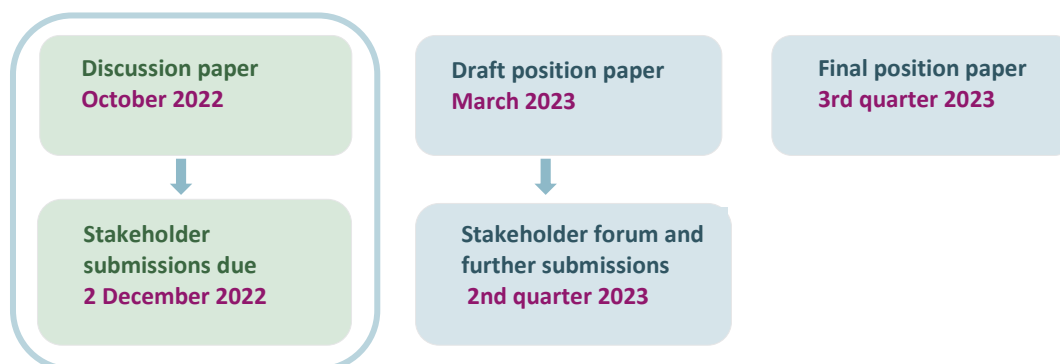 Discussion paper
October 2022
Stakeholder
submissions due
2 December 2022
Draft position paper
March 2023
Stakeholder forum and
further submissions
2nd quarter 2023
Final position paper
3rd quarter 2023